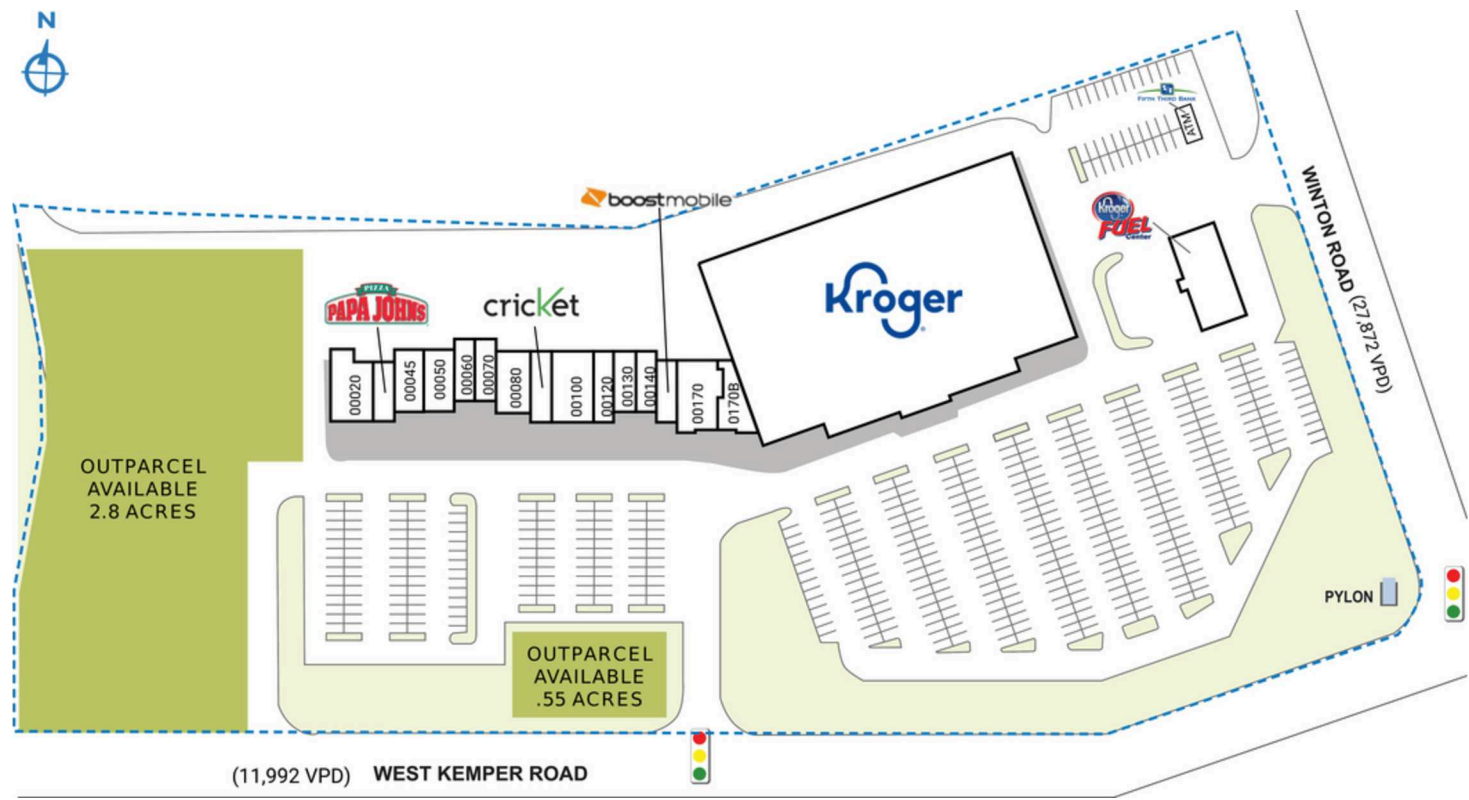 N
FIFTH THIRD BANK
ATM
boostmobile
WINTON ROAD (27,872 VPD)
Kroger
FUEL
Center
Kroger
PIZZA
PAPA JOHNS
cricket
00020
00045
00050
00060
00070
00080
00100
00120
00130
00140
00170
0170B
OUTPARCEL
AVAILABLE
2.8 ACRES
PYLON
OUTPARCEL
AVAILABLE
.55 ACRES
(11,992 VPD) WEST KEMPER ROAD